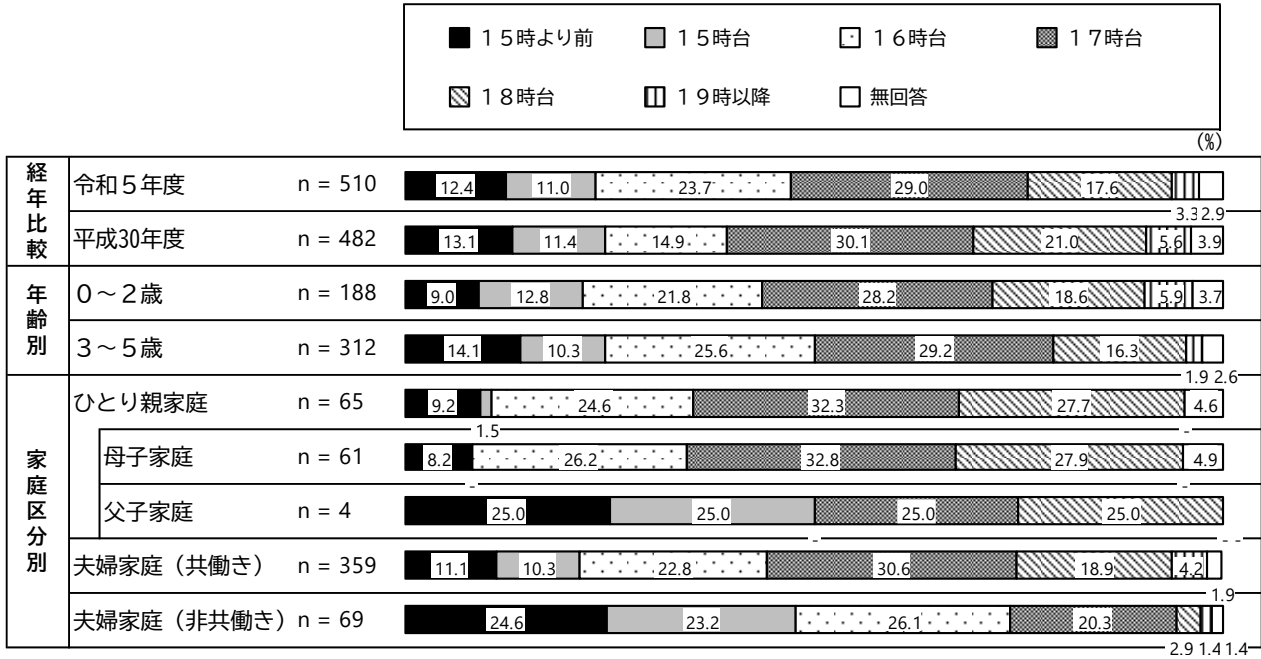 １５時より前 １５時台 １６時台 １７時台
１８時台 １９時以降 無回答
(%)
経年比較
令和５年度 n = 510 12.4 11.0 23.7 29.0 17.6
3.3 2.9
平成30年度 n = 482 13.1 11.4 14.9 30.1 21.0 5.6 3.9
年齢別
０～２歳 n = 188 9.0 12.8 21.8 28.2 18.6 5.9 3.7
３～５歳 n = 312 14.1 10.3 25.6 29.2 16.3
1.9 2.6
家庭区分別
ひとり親家庭 n = 65 9.2 24.6 32.3 27.7 4.6
1.5 -
母子家庭 n = 61 8.2 26.2 32.8 27.9 4.9
- -
父子家庭 n = 4 25.0 25.0 25.0 25.0
- - -
夫婦家庭（共働き） n = 359 11.1 10.3 22.8 30.6 18.9 4.2
1.9
夫婦家庭（非共働き） n = 69 24.6 23.2 26.1 20.3
2.9 1.4 1.4